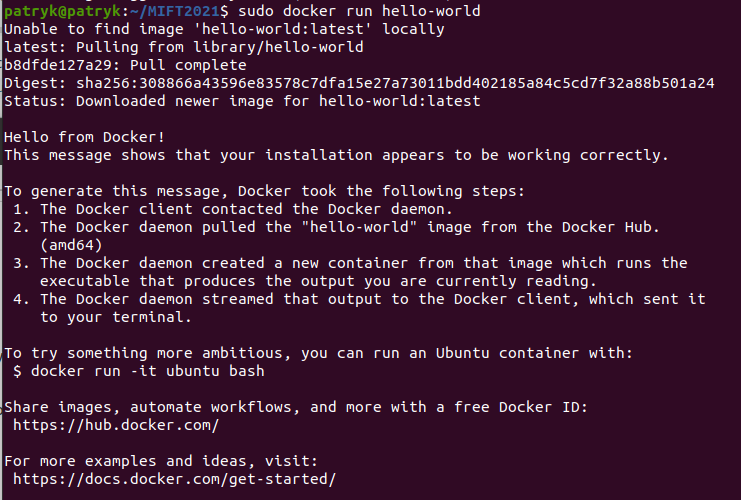 patryk@patryk:~/MIFT2021$ sudo docker run hello-world
Unable to find image 'hello-world:latest' locally
latest: Pulling from library/hello-world
b8dfde127a29: Pull complete
Digest: sha256:308866a43596e83578c7dfa15e27a73011bdd402185a84c5cd7f32a88b501a24
Status: Downloaded newer image for hello-world:latest

Hello from Docker!
This message shows that your installation appears to be working correctly.

To generate this message, Docker took the following steps:
 1. The Docker client contacted the Docker daemon.
 2. The Docker daemon pulled the "hello-world" image from the Docker Hub.
    (amd64)
 3. The Docker daemon created a new container from that image which runs the
    executable that produces the output you are currently reading.
 4. The Docker daemon streamed that output to the Docker client, which sent it
    to your terminal.

To try something more ambitious, you can run an Ubuntu container with:
 $ docker run -it ubuntu bash

Share images, automate workflows, and more with a free Docker ID:
 https://hub.docker.com/

For more examples and ideas, visit:
 https://docs.docker.com/get-started/